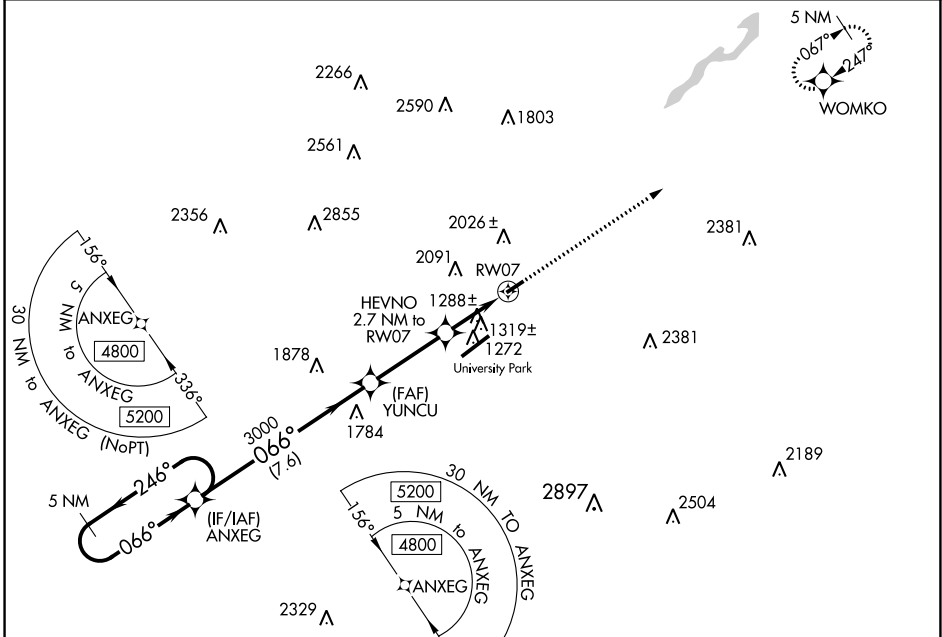 5 NM
067°
247°
WOMKO
2266
2590
1803
2561
2356
2855
2026±
2381
2091
RW07
156°
HEVNO
2.7 NM to
RW07
1288±
1319±
1272
University Park
2381
5 NM to ANXEG
ANXEG
4800
30 NM to ANXEG (NoPT)
5200
336°
1878
(FAF)
YUNCU
1784
3000
066°
(7.6)
246°
5 NM
066°
(IF/IAF)
ANXEG
30 NM TO ANXEG
5200
156°
5 NM to ANXEG
4800
ANXEG
2897
2504
2189
2329